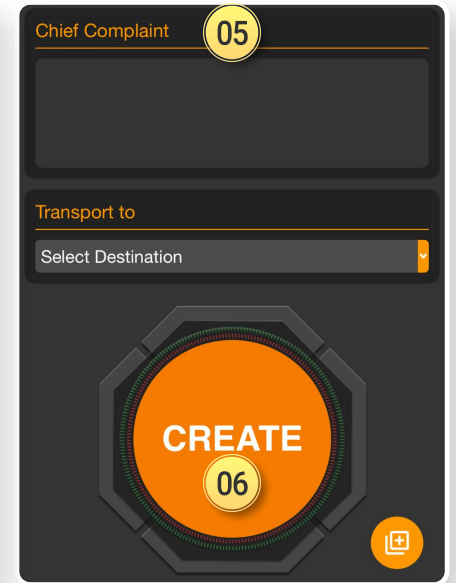 Chief Complaint
05
Transport to
Select Destination
CREATE
06